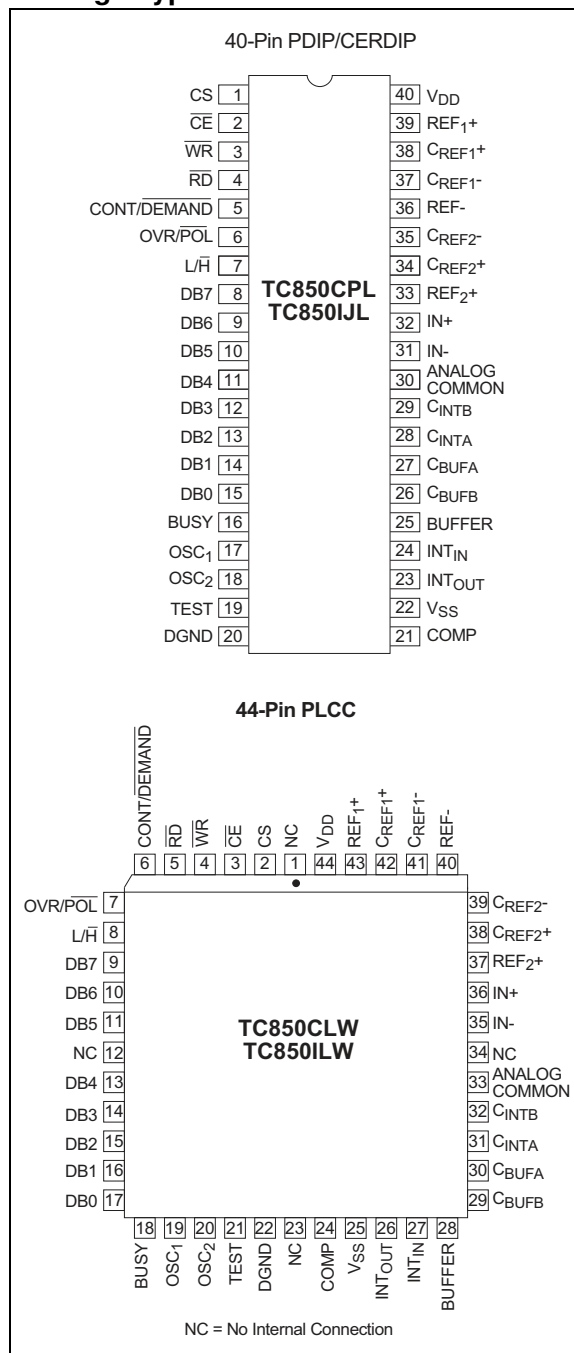 40-Pin PDIP/CERDIP
CS 1
CE 2
WR 3
RD 4
CONT/DEMAND 5
OVR/POL 6
L/H 7
DB7 8
DB6 9
DB5 10
DB4 11
DB3 12
DB2 13
DB1 14
DB0 15
BUSY 16
OSC1 17
OSC2 18
TEST 19
DGND 20
TC850CPL
TC850IJL
40 VDD
39 REF1+
38 CREF1+
37 CREF1-
36 REF-
35 CREF2-
34 CREF2+
33 REF2+
32 IN+
31 IN-
30 ANALOG
COMMON
29 CINTB
28 CINTA
27 CBUFA
26 CBUFB
25 BUFFER
24 INTIN
23 INTOUT
22 VSS
21 COMP
44-Pin PLCC
CONT/DEMAND
RD
WR
CE
CS
NC
VDD
REF1+
CREF1+
CREF1-
REF-
6 5 4 3 2 1 44 43 42 41 40
OVR/POL 7
L/H 8
DB7 9
DB6 10
DB5 11
NC 12
DB4 13
DB3 14
DB2 15
DB1 16
DB0 17
TC850CLW
TC850ILW
39 CREF2-
38 CREF2+
37 REF2+
36 IN+
35 IN-
34 NC
33 ANALOG
COMMON
32 CINTB
31 CINTA
30 CBUFA
29 CBUFB
18 19 20 21 22 23 24 25 26 27 28
BUSY
OSC1
OSC2
TEST
DGND
NC
COMP
VSS
INTOUT
INTIN
BUFFER
NC = No Internal Connection